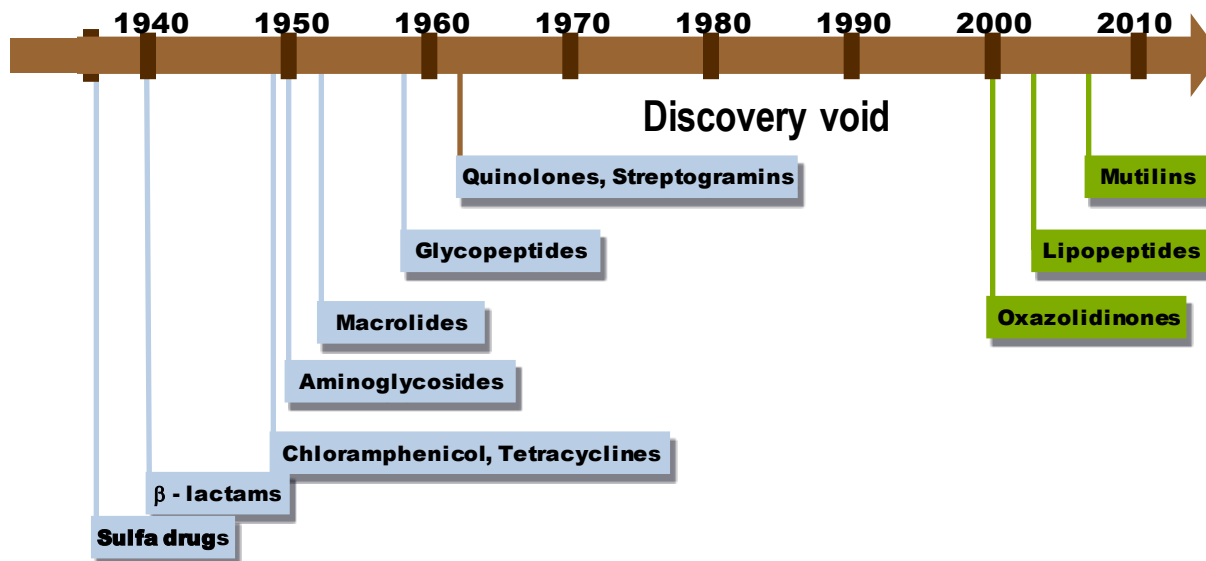 1940 1950 1960 1970 1980 1990 2000 2010
Discovery void
Quinolones, Streptogramins
Mutilins
Glycopeptides
Lipopeptides
Macrolides
Oxazolidinones
Aminoglycosides
Chloramphenicol, Tetracyclines
β - lactams
Sulfa drugs